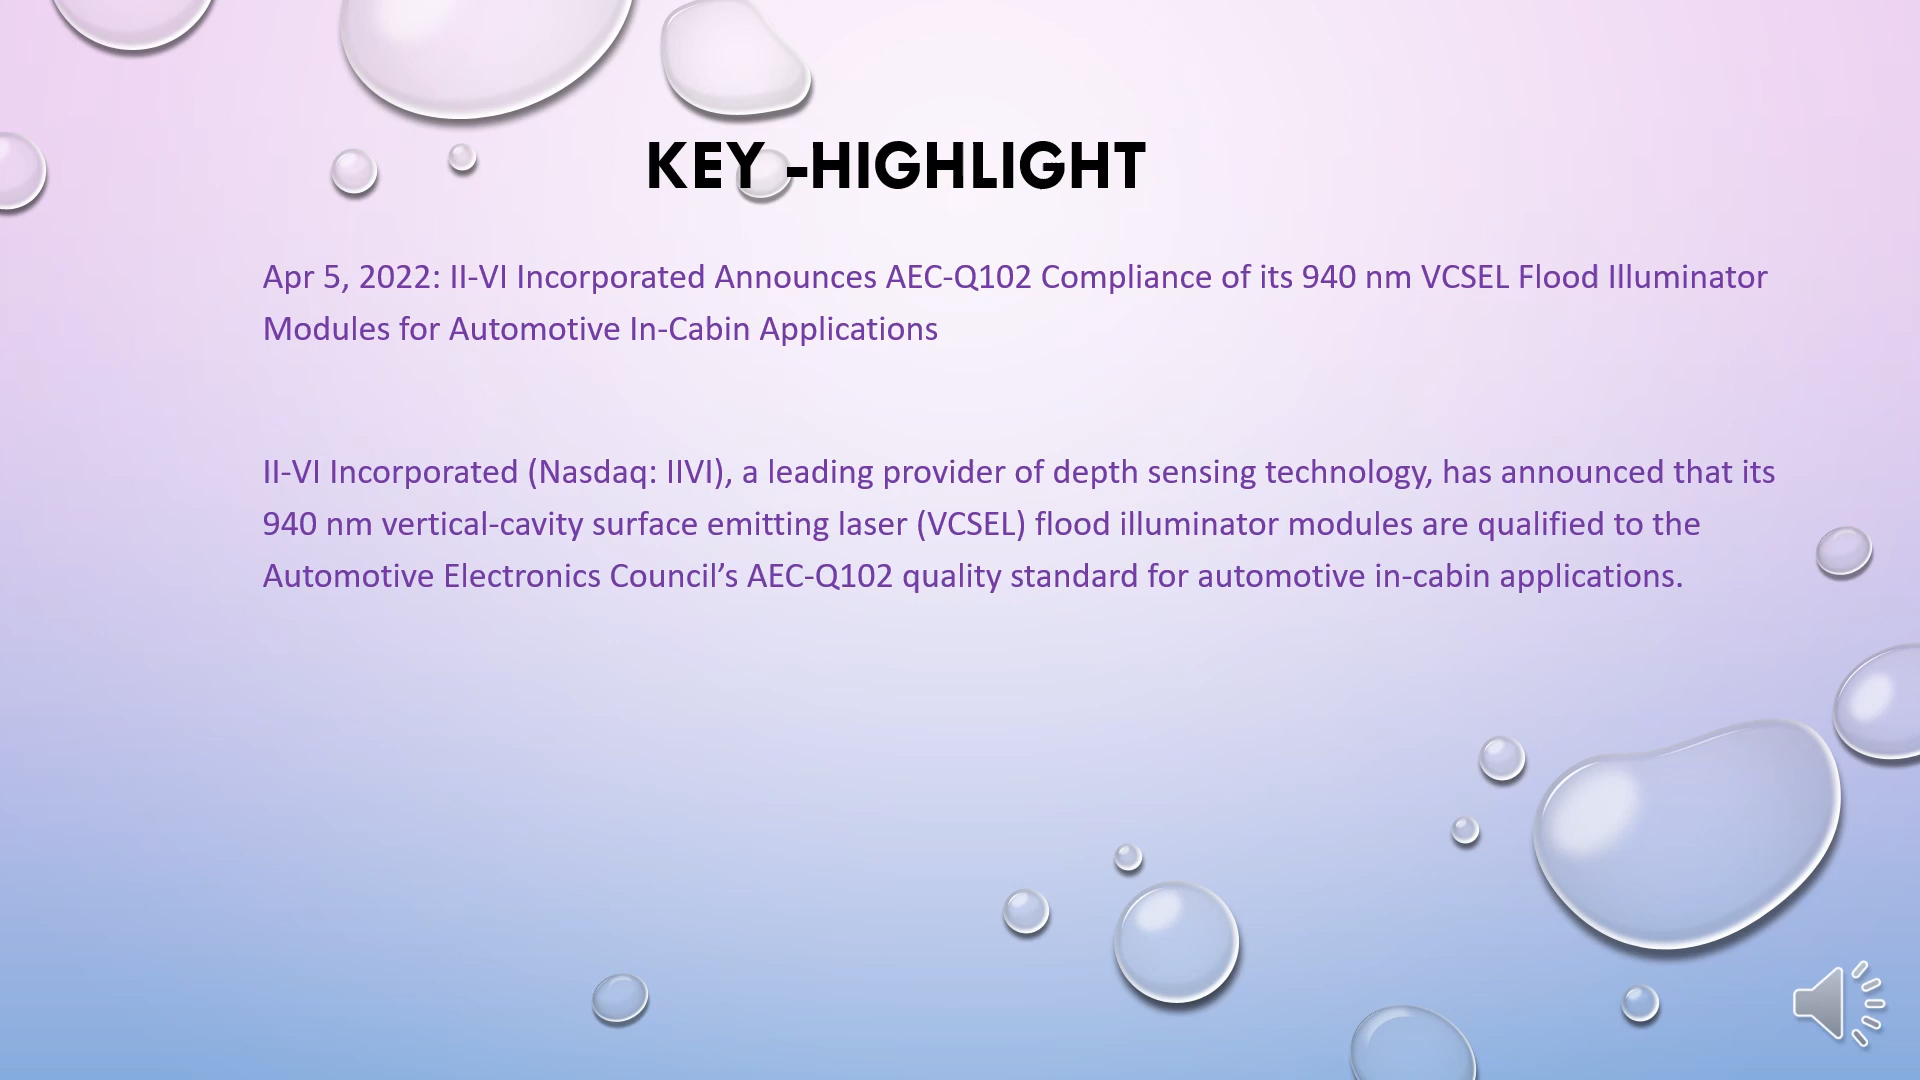 KEY -HIGHLIGHT
Apr 5, 2022: II-VI Incorporated Announces AEC-Q102 Compliance of its 940 nm VCSEL Flood Illuminator
Modules for Automotive In-Cabin Applications
II-VI Incorporated (Nasdaq: IIVI), a leading provider of depth sensing technology, has announced that its
940 nm vertical-cavity surface emitting laser (VCSEL) flood illuminator modules are qualified to the
Automotive Electronics Council’s AEC-Q102 quality standard for automotive in-cabin applications.